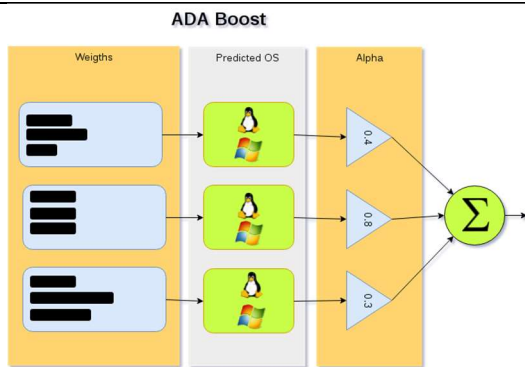 ADA Boost
Weigths
Predicted OS
Alpha
0.4
0.8
0.3
Σ